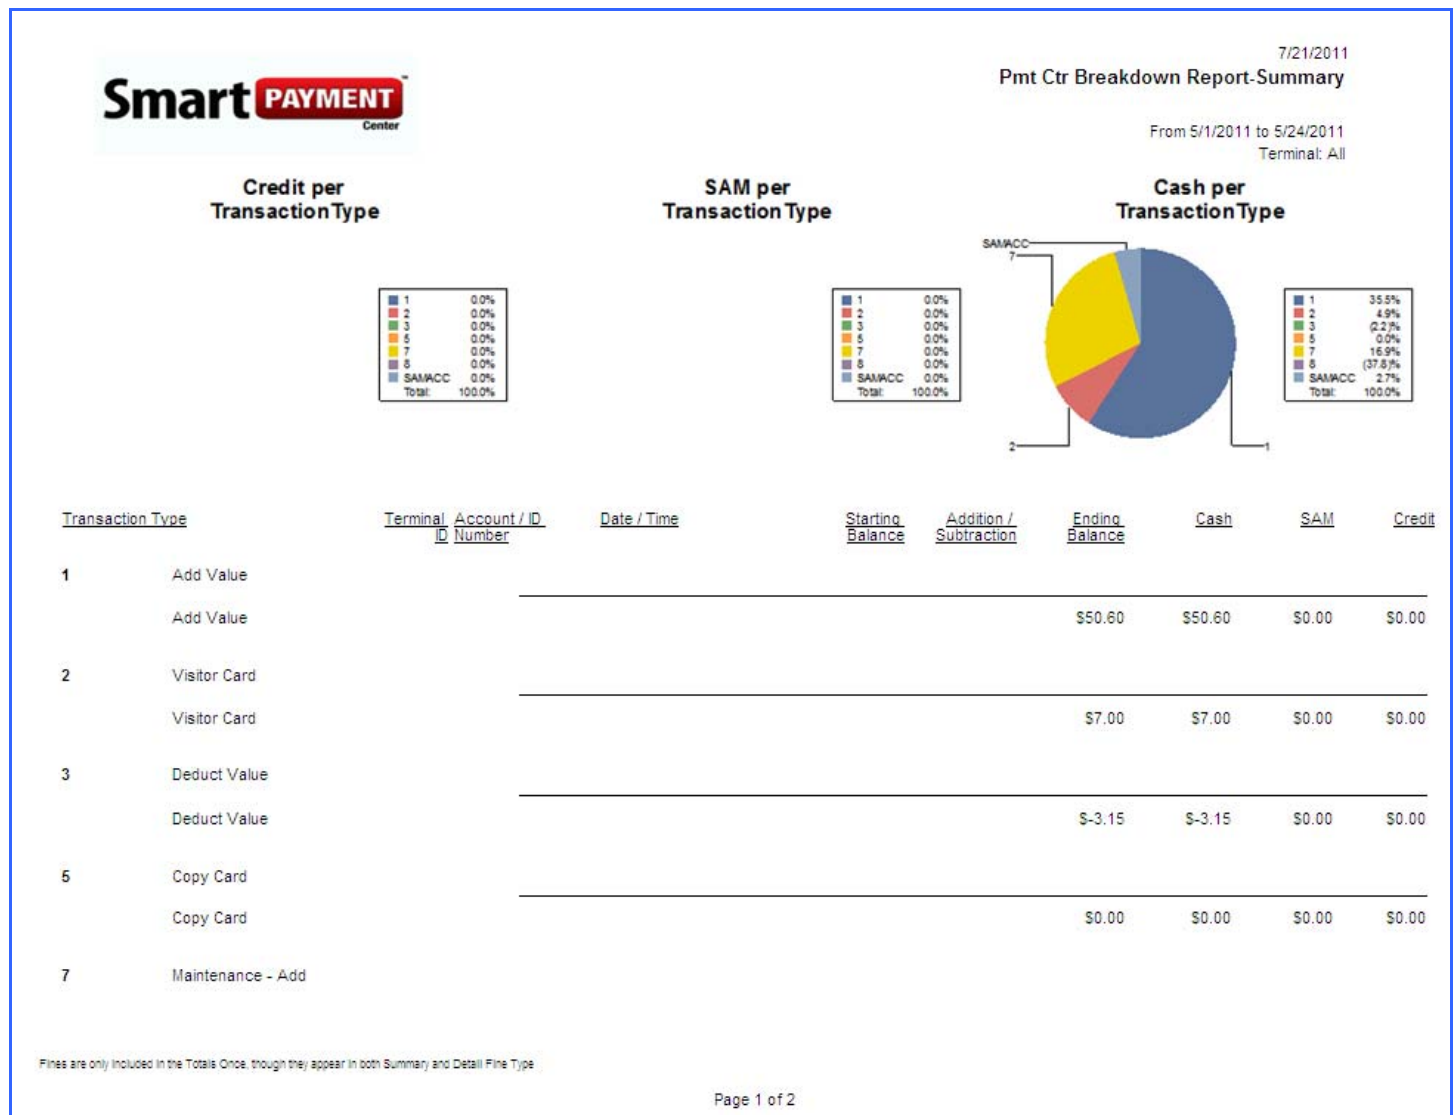 7/21/2011
Smart PAYMENT Center™
Pmt Ctr Breakdown Report-Summary
From 5/1/2011 to 5/24/2011
Terminal: All
Credit per
Transaction Type
1 0.0%
2 0.0%
3 0.0%
5 0.0%
7 0.0%
8 0.0%
SAMACC 0.0%
Total: 100.0%
SAM per
Transaction Type
1 0.0%
2 0.0%
3 0.0%
5 0.0%
7 0.0%
8 0.0%
SAMACC 0.0%
Total: 100.0%
Cash per
Transaction Type
SAMACC
7
2
1
1 35.5%
2 4.9%
3 (2.2)%
5 0.0%
7 16.9%
8 (37.8)%
SAMACC 2.7%
Total: 100.0%
Transaction Type Terminal ID Account / ID Number Date / Time Starting Balance Addition / Subtraction Ending Balance Cash SAM Credit
1 Add Value
Add Value $50.60 $50.60 $0.00 $0.00
2 Visitor Card
Visitor Card $7.00 $7.00 $0.00 $0.00
3 Deduct Value
Deduct Value $-3.15 $-3.15 $0.00 $0.00
5 Copy Card
Copy Card $0.00 $0.00 $0.00 $0.00
7 Maintenance - Add
Fines are only included in the Totals Once, though they appear in both Summary and Detail Fine Type
Page 1 of 2